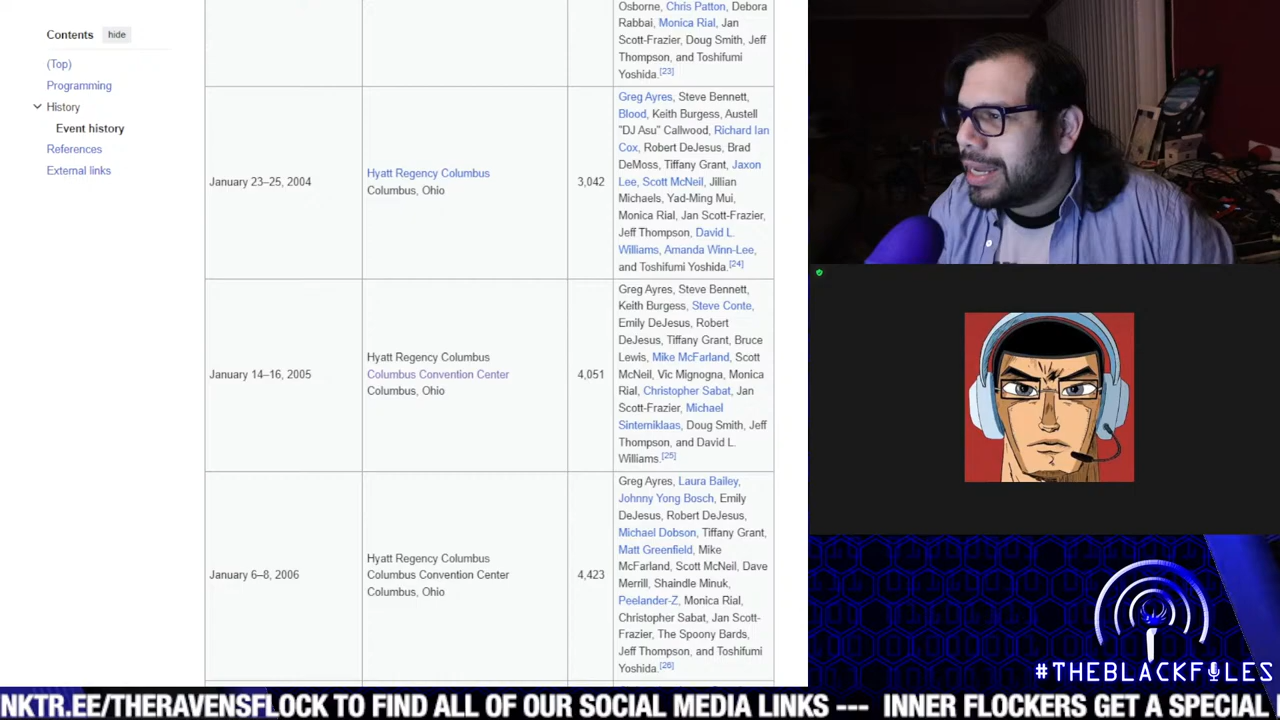 Contents hide
(Top)
Programming
History
Event history
References
External links
Osborne, Chris Patton, Debora
Rabbai, Monica Rial, Jan
Scott-Frazier, Doug Smith, Jeff
Thompson, and Toshifumi
Yoshida.[23]
January 23–25, 2004
Hyatt Regency Columbus
Columbus, Ohio
3,042
Greg Ayres, Steve Bennett,
Blood, Keith Burgess, Austell
"DJ Asu" Callwood, Richard Ian
Cox, Robert DeJesus, Brad
DeMoss, Tiffany Grant, Jaxon
Lee, Scott McNeil, Jillian
Michaels, Yad-Ming Mui,
Monica Rial, Jan Scott-Frazier,
Jeff Thompson, David L.
Williams, Amanda Winn-Lee,
and Toshifumi Yoshida.[24]
January 14–16, 2005
Hyatt Regency Columbus
Columbus Convention Center
Columbus, Ohio
4,051
Greg Ayres, Steve Bennett,
Keith Burgess, Steve Conte,
Emily DeJesus, Robert
DeJesus, Tiffany Grant, Bruce
Lewis, Mike McFarland, Scott
McNeil, Vic Mignogna, Monica
Rial, Christopher Sabat, Jan
Scott-Frazier, Michael
Sinterniklaas, Doug Smith, Jeff
Thompson, and David L.
Williams.[25]
January 6–8, 2006
Hyatt Regency Columbus
Columbus Convention Center
Columbus, Ohio
4,423
Greg Ayres, Laura Bailey,
Johnny Yong Bosch, Emily
DeJesus, Robert DeJesus,
Michael Dobson, Tiffany Grant,
Matt Greenfield, Mike
McFarland, Scott McNeil, Dave
Merrill, Shaindle Minuk,
Peelander-Z, Monica Rial,
Christopher Sabat, Jan Scott-
Frazier, The Spoony Bards,
Jeff Thompson, and Toshifumi
Yoshida.[26]
#THEBLACKFILES
NKTR.EE/THERAVENSFLOCK TO FIND ALL OF OUR SOCIAL MEDIA LINKS --- INNER FLOCKERS GET A SPECIAL